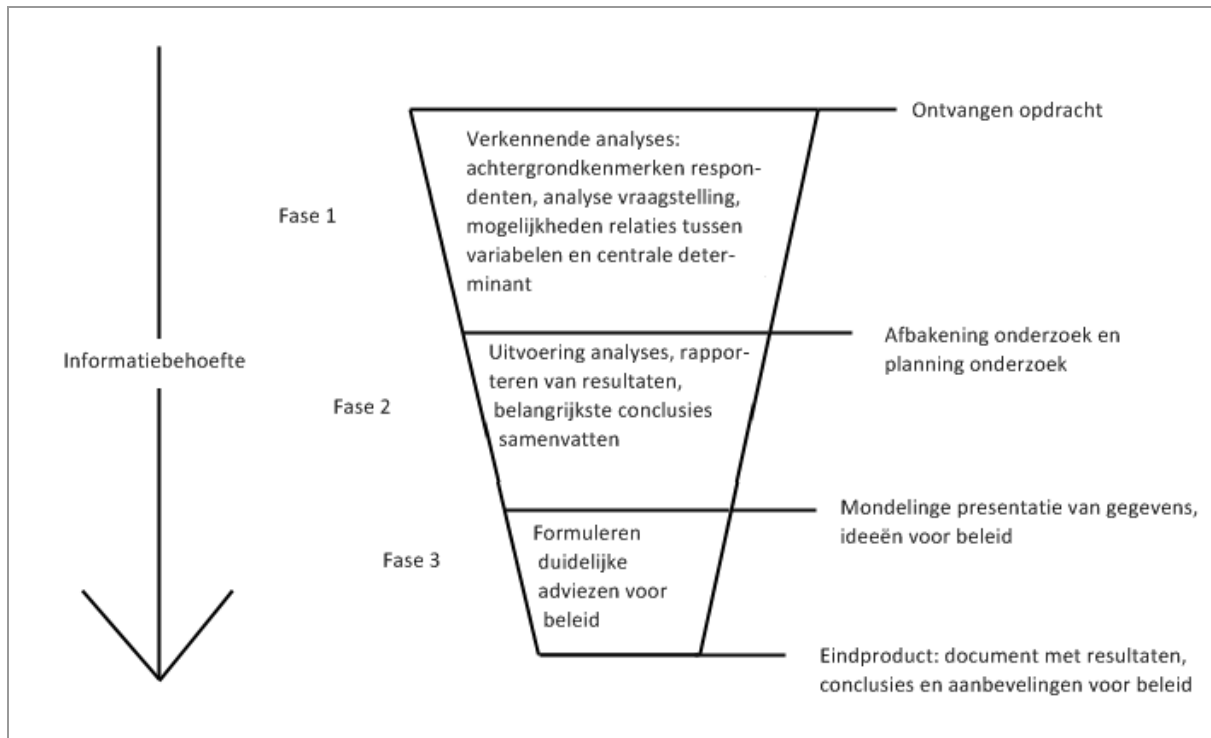 Ontvangen opdracht
Verkennende analyses:
achtergrondkenmerken respon-
denten, analyse vraagstelling,
mogelijkheden relaties tussen
variabelen en centrale deter-
minant
Fase 1
Afbakening onderzoek en
planning onderzoek
Informatiebehoefte
Uitvoering analyses, rappor-
teren van resultaten,
belangrijkste conclusies
samenvatten
Fase 2
Mondelinge presentatie van gegevens,
ideeën voor beleid
Formuleren
duidelijke
adviezen voor
beleid
Fase 3
Eindproduct: document met resultaten,
conclusies en aanbevelingen voor beleid